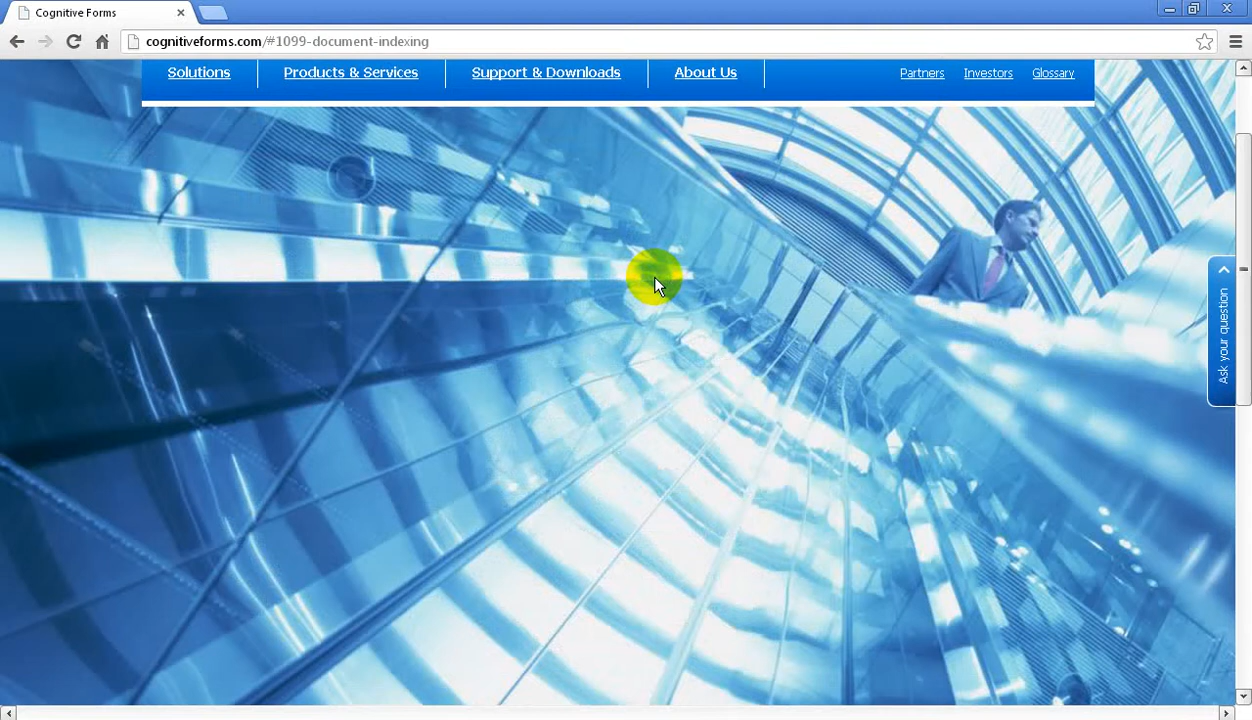 Cognitive Forms
cognitiveforms.com/#1099-document-indexing
Solutions
Products & Services
Support & Downloads
About Us
Partners
Investors
Glossary
Ask your question